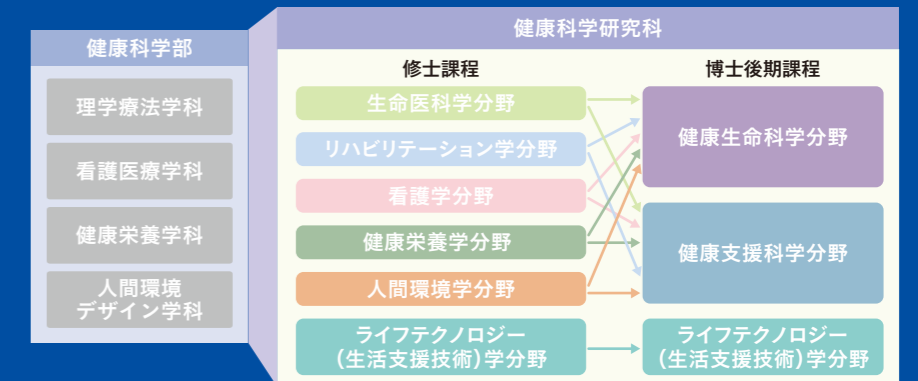 健康科学部
理学療法学科
看護医療学科
健康栄養学科
人間環境
デザイン学科
健康科学研究科
修士課程
博士後期課程
生命医科学分野
リハビリテーション学分野
看護学分野
健康栄養学分野
人間環境学分野
ライフテクノロジー
(生活支援技術)学分野
健康生命科学分野
健康支援科学分野
ライフテクノロジー
(生活支援技術)学分野